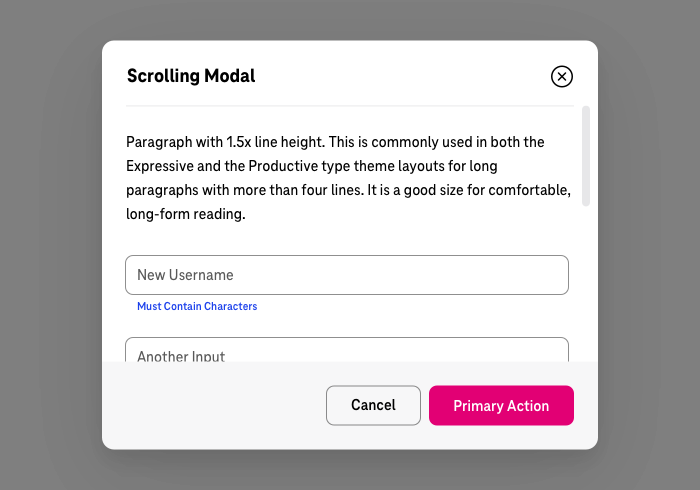 Scrolling Modal
Paragraph with 1.5x line height. This is commonly used in both the
Expressive and the Productive type theme layouts for long
paragraphs with more than four lines. It is a good size for comfortable,
long-form reading.
New Username
Must Contain Characters
Another Input
Cancel
Primary Action